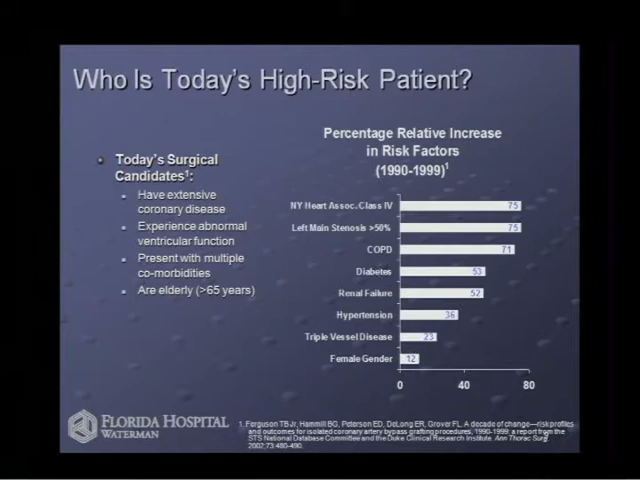 Who Is Today's High-Risk Patient?
• Today's Surgical
Candidates1:
Have extensive
coronary disease
Experience abnormal
ventricular function
Present with multiple
co-morbidities
Are elderly (>65 years)
Percentage Relative Increase
in Risk Factors
(1990-1999)1
NY Heart Assoc. Class IV 75
Left Main Stenosis >50% 75
COPD 71
Diabetes 53
Renal Failure 52
Hypertension 36
Triple Vessel Disease 23
Female Gender 12
0 40 80
FLORIDA HOSPITAL
WATERMAN
1. Ferguson TB Jr, Hammill BG, Peterson ED, DeLong ER, Grover FL. A decade of change—risk profiles
and outcomes for isolated coronary artery bypass grafting procedures, 1990-1999: a report from the
STS National Database Committee and the Duke Clinical Research Institute. Ann Thorac Surg.
2002;73:480-490.